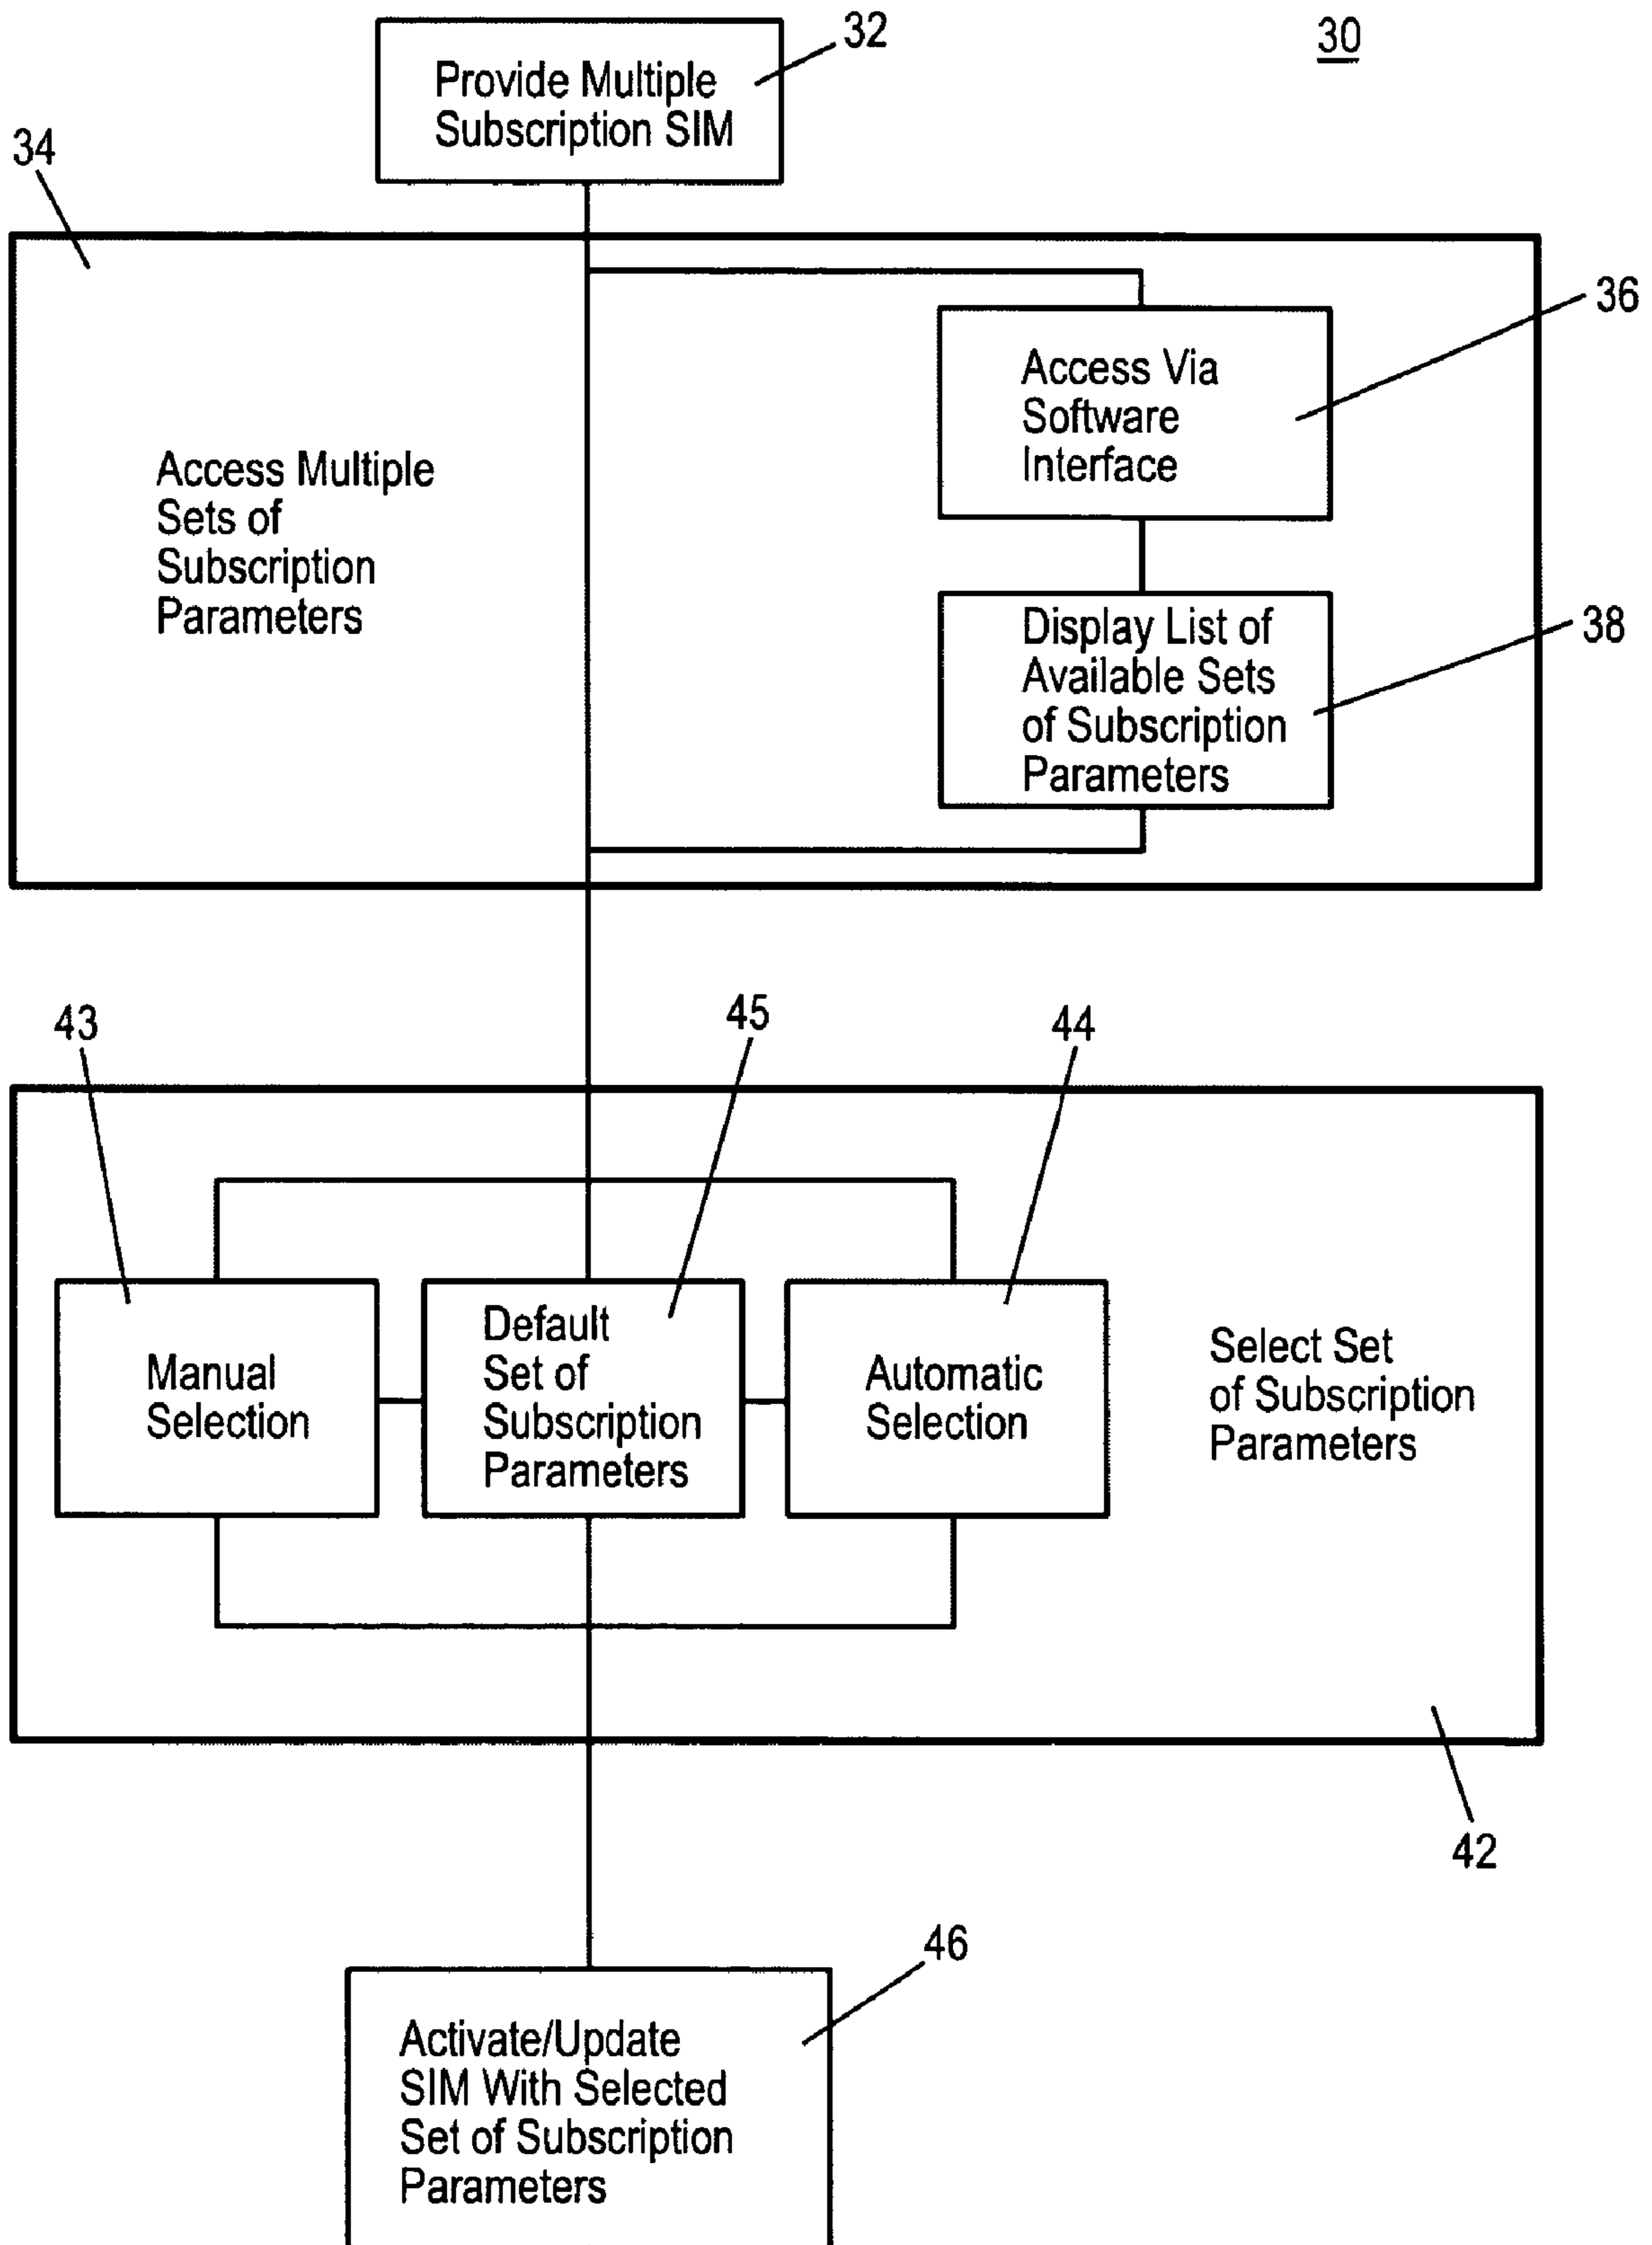 32
30
Provide Multiple
Subscription SIM
34
36
Access Via
Software
Interface
Access Multiple
Sets of
Subscription
Parameters
38
Display List of
Available Sets
of Subscription
Parameters
43
45
44
Manual
Selection
Default
Set of
Subscription
Parameters
Automatic
Selection
Select Set
of Subscription
Parameters
42
46
Activate/Update
SIM With Selected
Set of Subscription
Parameters